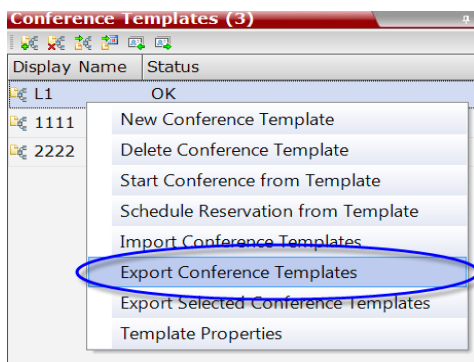 Conference Templates (3)
Display Name Status
L1 OK
1111
2222
New Conference Template
Delete Conference Template
Start Conference from Template
Schedule Reservation from Template
Import Conference Templates
Export Conference Templates
Export Selected Conference Templates
Template Properties